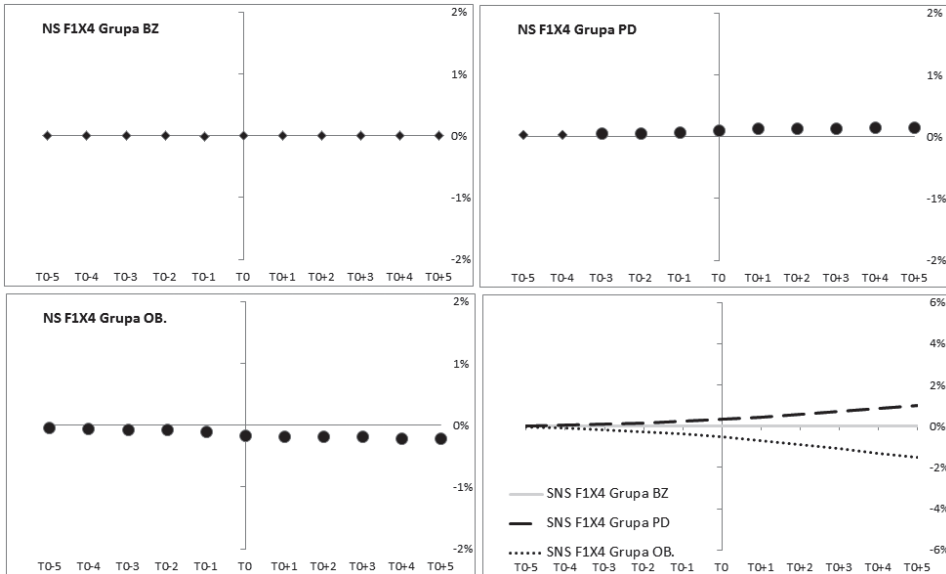 NS F1X4 Grupa BZ
2%
1%
0%
-1%
-2%
T0-5 T0-4 T0-3 T0-2 T0-1 T0 T0+1 T0+2 T0+3 T0+4 T0+5
NS F1X4 Grupa PD
2%
1%
0%
-1%
-2%
T0-5 T0-4 T0-3 T0-2 T0-1 T0 T0+1 T0+2 T0+3 T0+4 T0+5
NS F1X4 Grupa OB.
2%
1%
0%
-1%
-2%
T0-5 T0-4 T0-3 T0-2 T0-1 T0 T0+1 T0+2 T0+3 T0+4 T0+5
6%
4%
2%
0%
-2%
-4%
-6%
SNS F1X4 Grupa BZ
SNS F1X4 Grupa PD
SNS F1X4 Grupa OB.
T0-5 T0-4 T0-3 T0-2 T0-1 T0 T0+1 T0+2 T0+3 T0+4 T0+5